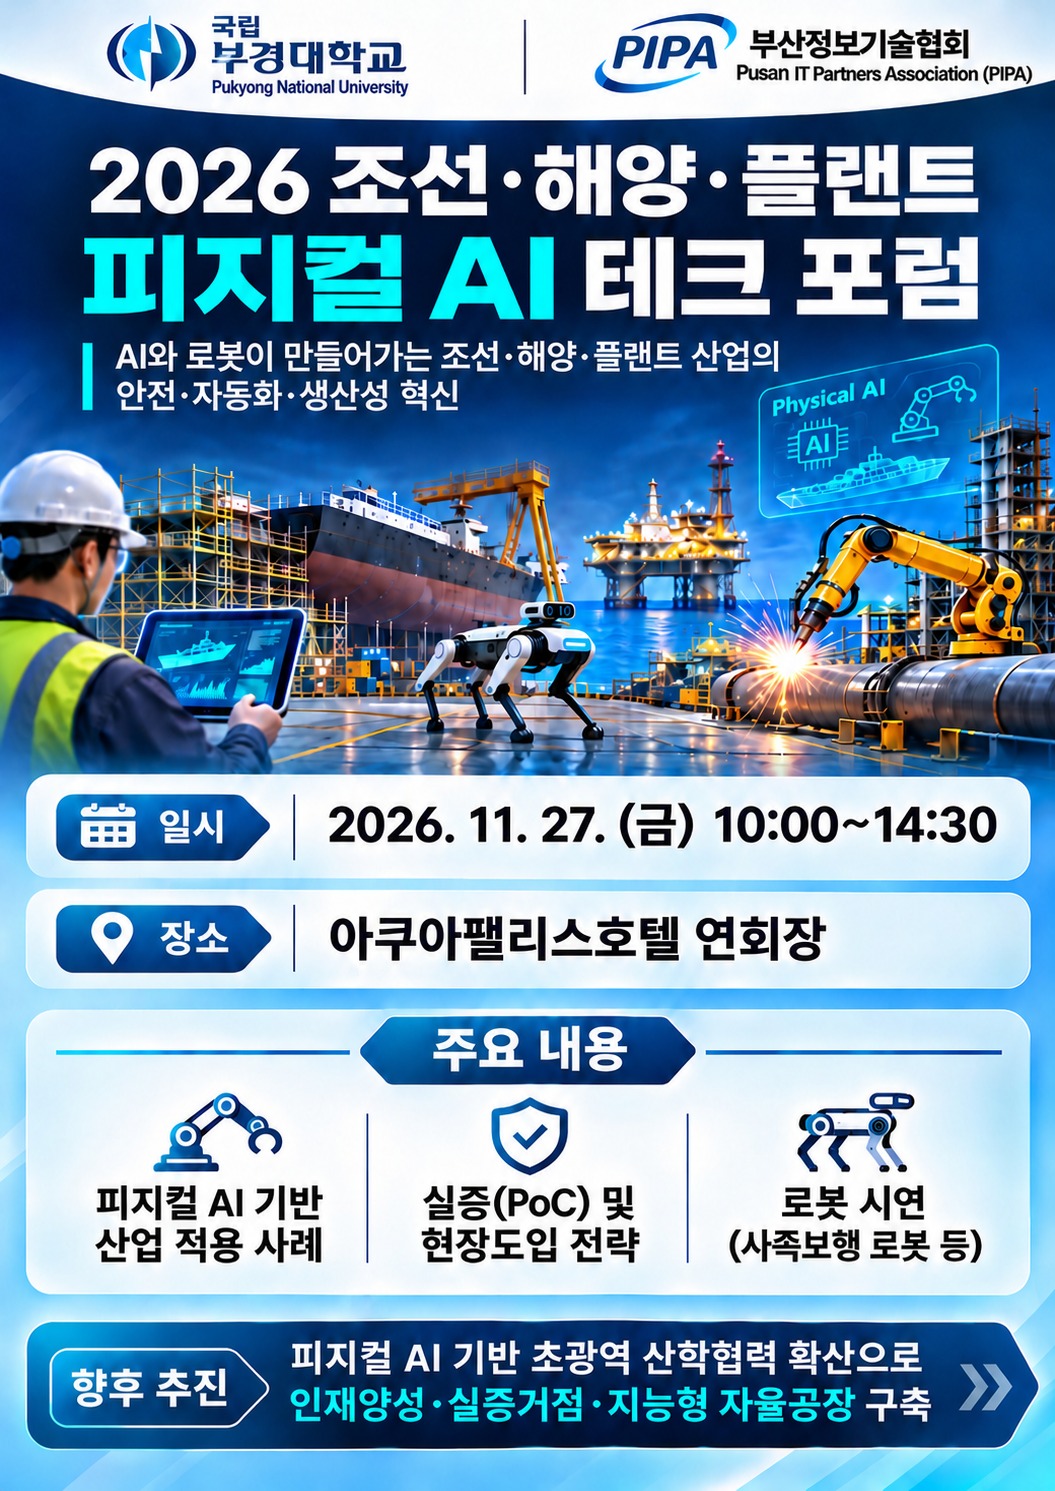 국립
부경대학교
Pukyong National University
PIPA
부산정보기술협회
Pusan IT Partners Association (PIPA)
2026 조선·해양·플랜트
피지컬 AI 테크 포럼
AI와 로봇이 만들어가는 조선·해양·플랜트 산업의
안전·자동화·생산성 혁신
Physical AI
AI
일시
2026. 11. 27. (금) 10:00~14:30
장소
아쿠아팰리스호텔 연회장
주요 내용
피지컬 AI 기반
산업 적용 사례
실증(PoC) 및
현장도입 전략
로봇 시연
(사족보행 로봇 등)
향후 추진
피지컬 AI 기반 초광역 산학협력 확산으로
인재양성·실증거점·지능형 자율공장 구축